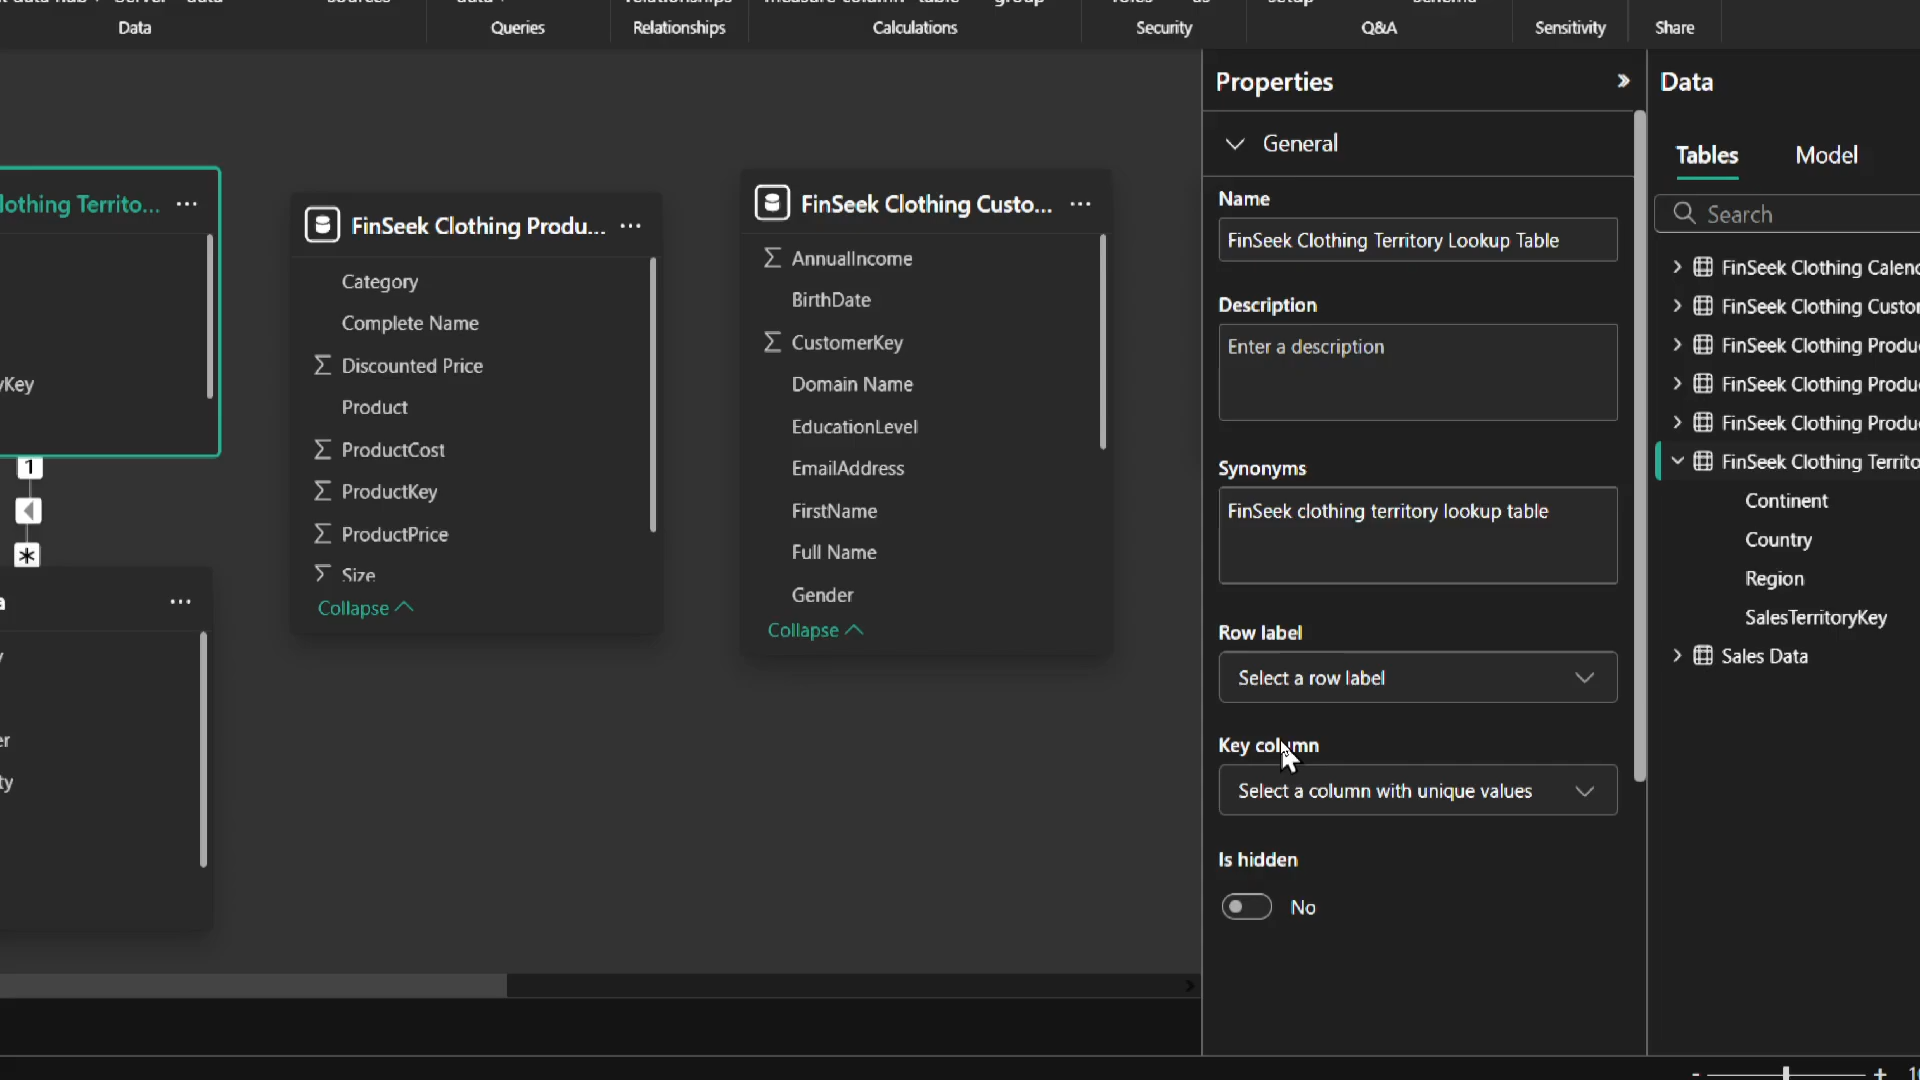 Data
Queries
Relationships
Calculations
Security
Q&A
Sensitivity
Share
lothing Territo...
yKey
1
*
a
y
er
ty
FinSeek Clothing Produ...
Category
Complete Name
Discounted Price
Product
ProductCost
ProductKey
ProductPrice
Size
Collapse
FinSeek Clothing Custo...
AnnualIncome
BirthDate
CustomerKey
Domain Name
EducationLevel
EmailAddress
FirstName
Full Name
Gender
Collapse
Properties
General
Name
FinSeek Clothing Territory Lookup Table
Description
Enter a description
Synonyms
FinSeek clothing territory lookup table
Row label
Select a row label
Key column
Select a column with unique values
Is hidden
No
Data
Tables Model
Search
FinSeek Clothing Calenc
FinSeek Clothing Custor
FinSeek Clothing Produ
FinSeek Clothing Produ
FinSeek Clothing Produ
FinSeek Clothing Territo
Continent
Country
Region
SalesTerritoryKey
Sales Data
- +